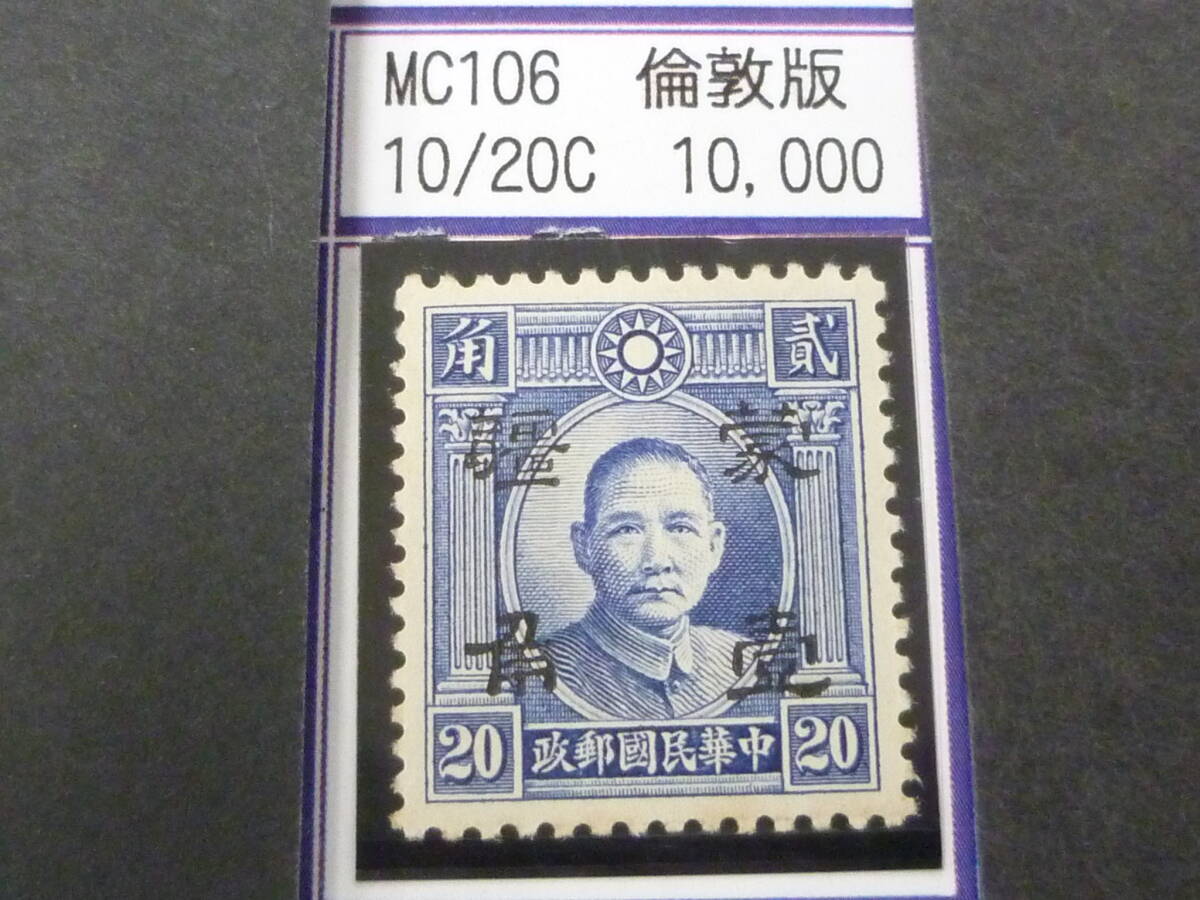 MC106 倫敦版
10/20C 10,000
角 貳
疆 蒙
角 壹
20 政郵國民華中 20